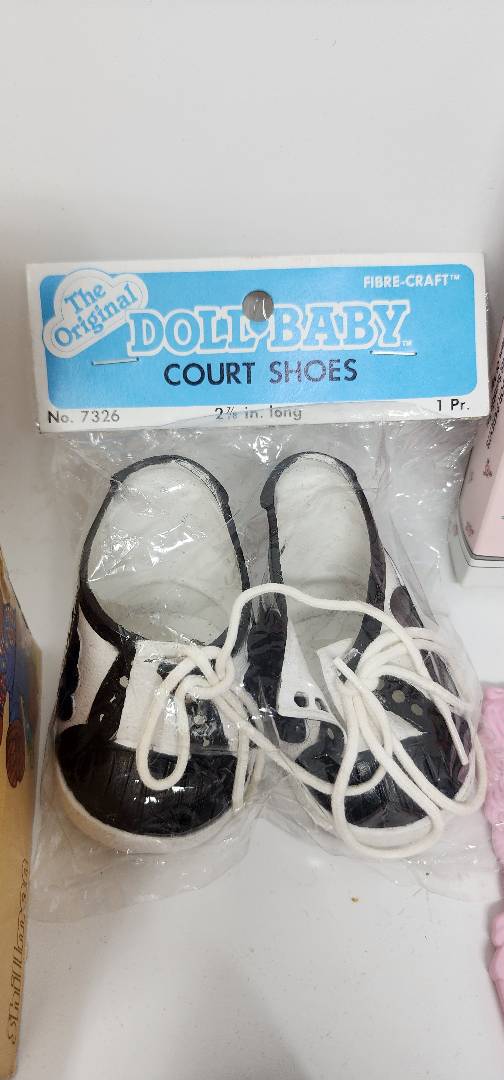 The
Original
FIBRE-CRAFT™
DOLL•BABY™
COURT SHOES
No. 7326
2⅞ in. long
1 Pr.